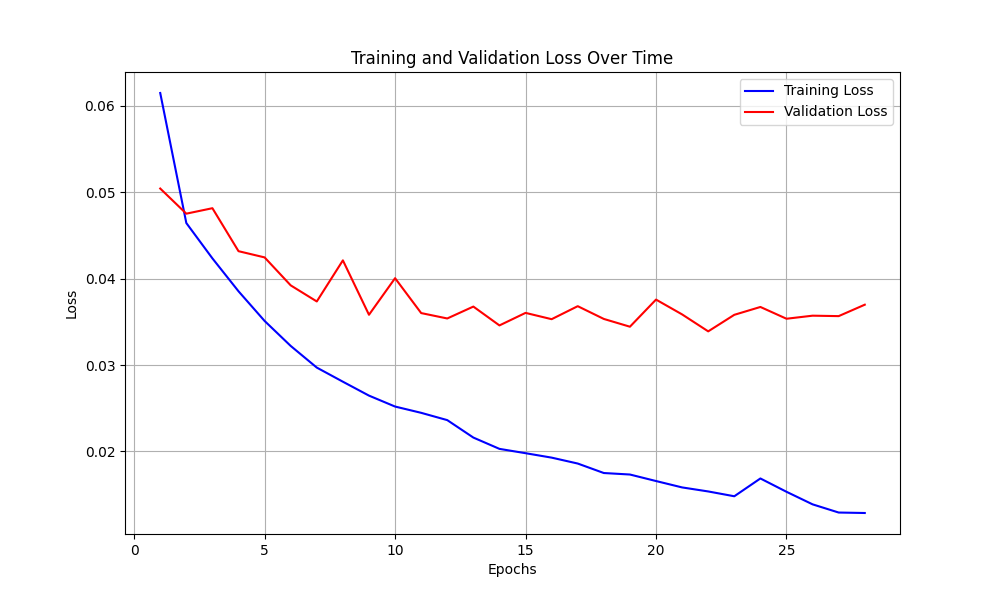 Training and Validation Loss Over Time
Training Loss
Validation Loss
0.06
0.05
0.04
0.03
0.02
Loss
0 5 10 15 20 25
Epochs